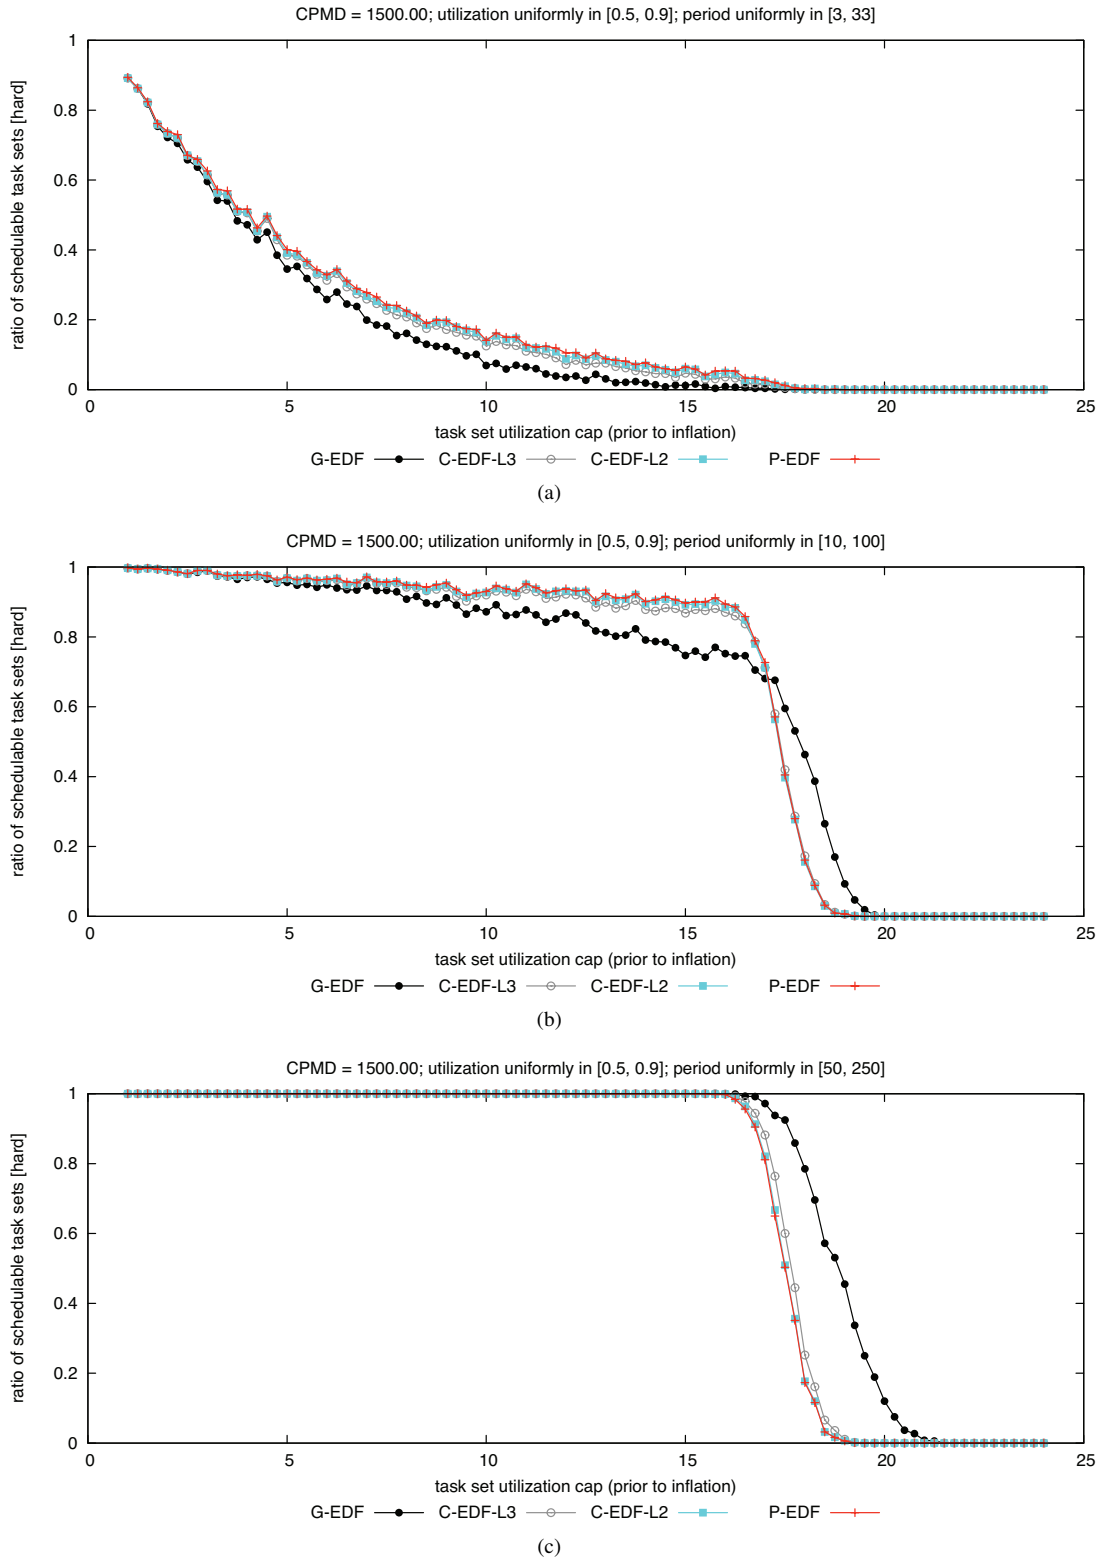 CPMD = 1500.00; utilization uniformly in [0.5, 0.9]; period uniformly in [3, 33]
ratio of schedulable task sets [hard]
1
0.8
0.6
0.4
0.2
0
0 5 10 15 20 25
task set utilization cap (prior to inflation)
G-EDF C-EDF-L3 C-EDF-L2 P-EDF
(a)
CPMD = 1500.00; utilization uniformly in [0.5, 0.9]; period uniformly in [10, 100]
ratio of schedulable task sets [hard]
1
0.8
0.6
0.4
0.2
0
0 5 10 15 20 25
task set utilization cap (prior to inflation)
G-EDF C-EDF-L3 C-EDF-L2 P-EDF
(b)
CPMD = 1500.00; utilization uniformly in [0.5, 0.9]; period uniformly in [50, 250]
ratio of schedulable task sets [hard]
1
0.8
0.6
0.4
0.2
0
0 5 10 15 20 25
task set utilization cap (prior to inflation)
G-EDF C-EDF-L3 C-EDF-L2 P-EDF
(c)